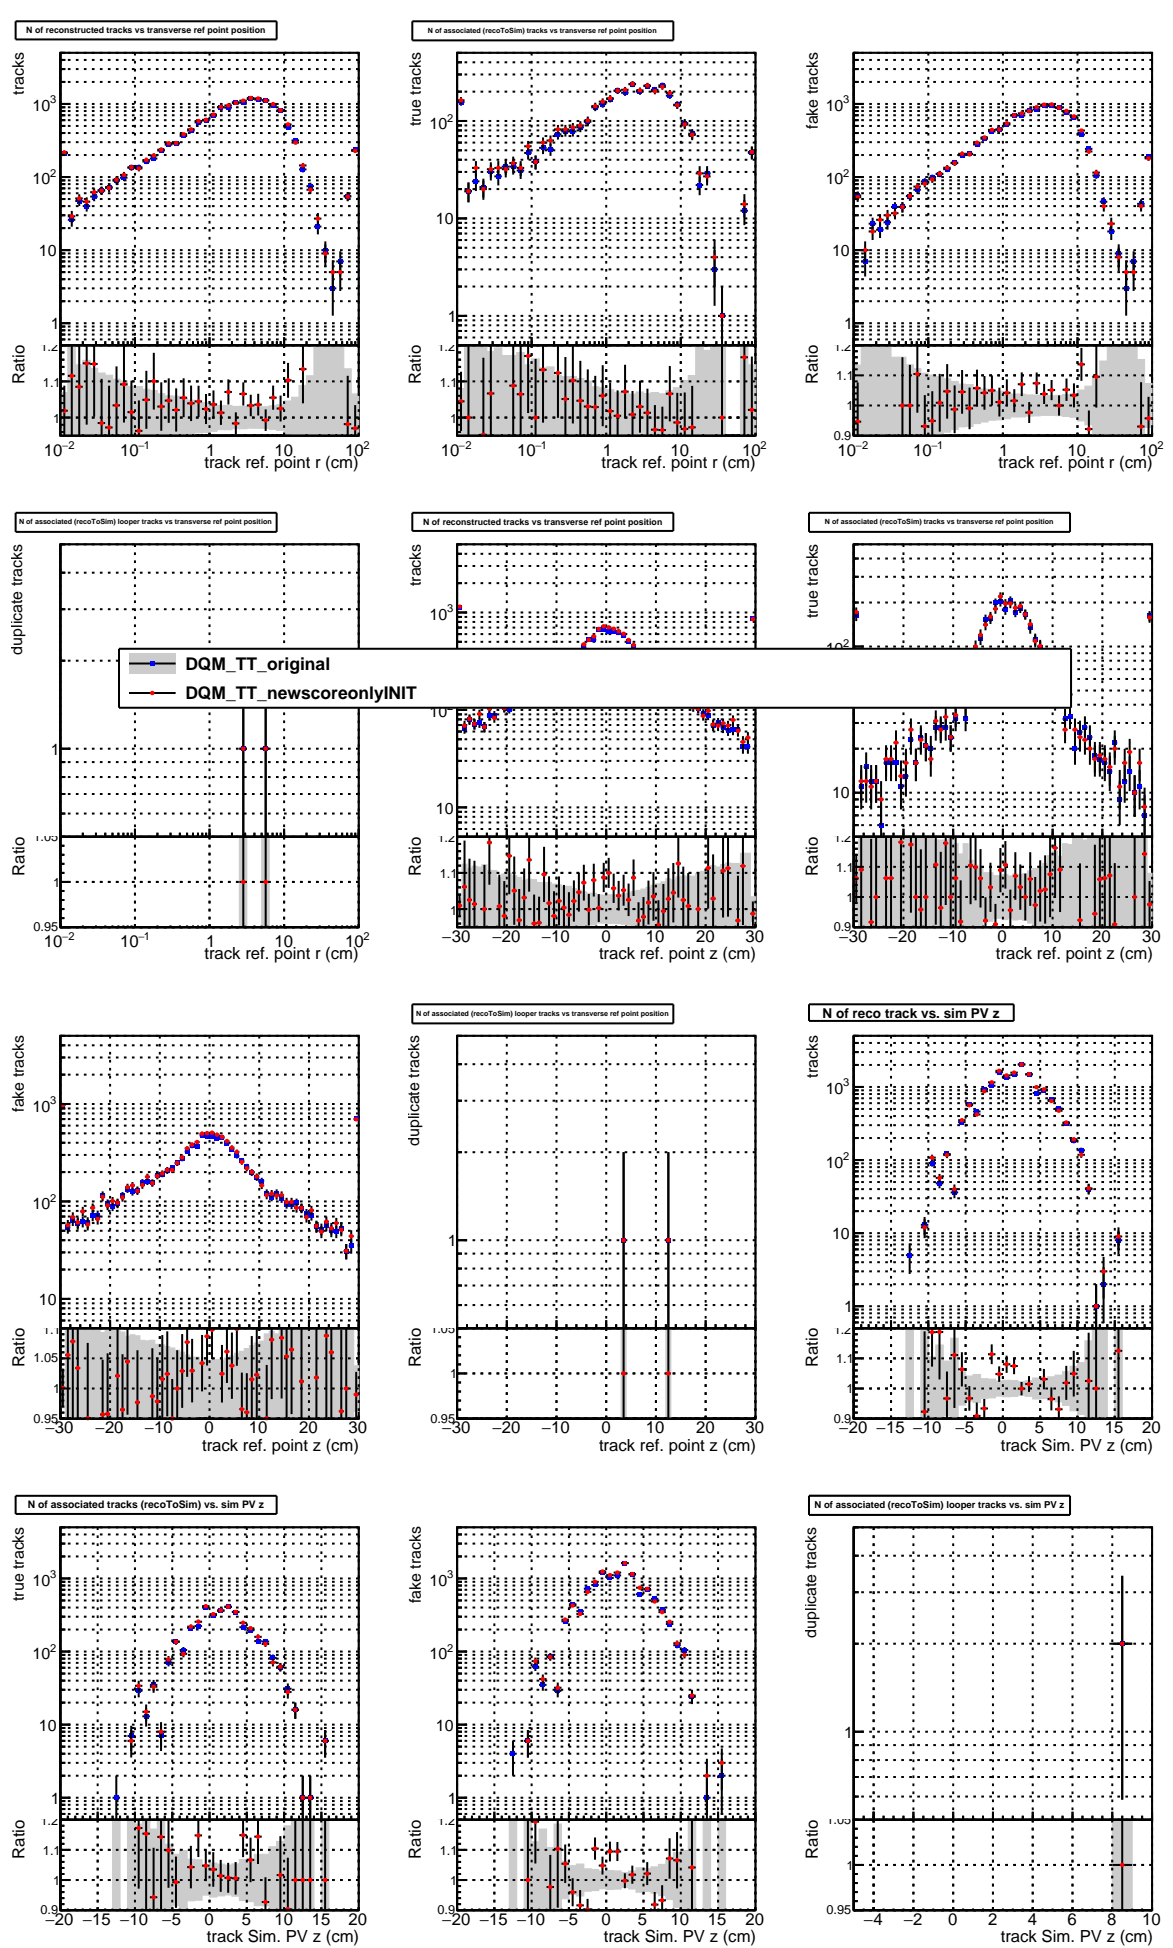 N of reconstructed tracks vs transverse ref point position
tracks
10³
10²
10
1
Ratio
1.2
1.1
1
10⁻² 10⁻¹ 1 10 10²
track ref. point r (cm)
N of associated (recoToSim) tracks vs transverse ref point position
true tracks
10²
10
1
Ratio
1.2
1.1
1
10⁻² 10⁻¹ 1 10 10²
track ref. point r (cm)
fake tracks
10³
10²
10
1
Ratio
1.2
1.1
1
0.9
10⁻² 10⁻¹ 1 10 10²
track ref. point r (cm)
N of associated (recoToSim) looper tracks vs transverse ref point position
duplicate tracks
1
Ratio
1.05
1
0.95
10⁻² 10⁻¹ 1 10 10²
track ref. point r (cm)
N of reconstructed tracks vs transverse ref point position
tracks
10³
10
Ratio
1.2
1.1
1
−30 −20 −10 0 10 20 30
track ref. point z (cm)
N of associated (recoToSim) tracks vs transverse ref point position
true tracks
10
Ratio
1.2
1.1
1
0.9
−30 −20 −10 0 10 20 30
track ref. point z (cm)
DQM_TT_original
DQM_TT_newscoreonlyINIT
fake tracks
10³
10²
10
Ratio
1.1
1.05
1
0.95
−30 −20 −10 0 10 20 30
track ref. point z (cm)
N of associated (recoToSim) looper tracks vs transverse ref point position
duplicate tracks
1
Ratio
1.05
1
0.95
−30 −20 −10 0 10 20 30
track ref. point z (cm)
N of reco track vs. sim PV z
tracks
10³
10²
10
1
Ratio
1.2
1.1
1
0.9
−20 −15 −10 −5 0 5 10 15 20
track Sim. PV z (cm)
N of associated tracks (recoToSim) vs. sim PV z
true tracks
10³
10²
10
1
Ratio
1.2
1.1
1
0.9
−20 −15 −10 −5 0 5 10 15 20
track Sim. PV z (cm)
fake tracks
10³
10²
10
1
Ratio
1.2
1.1
1
0.9
−20 −15 −10 −5 0 5 10 15 20
track Sim. PV z (cm)
N of associated (recoToSim) looper tracks vs. sim PV z
duplicate tracks
1
Ratio
1.05
1
0.95
−4 −2 0 2 4 6 8 10
track Sim. PV z (cm)